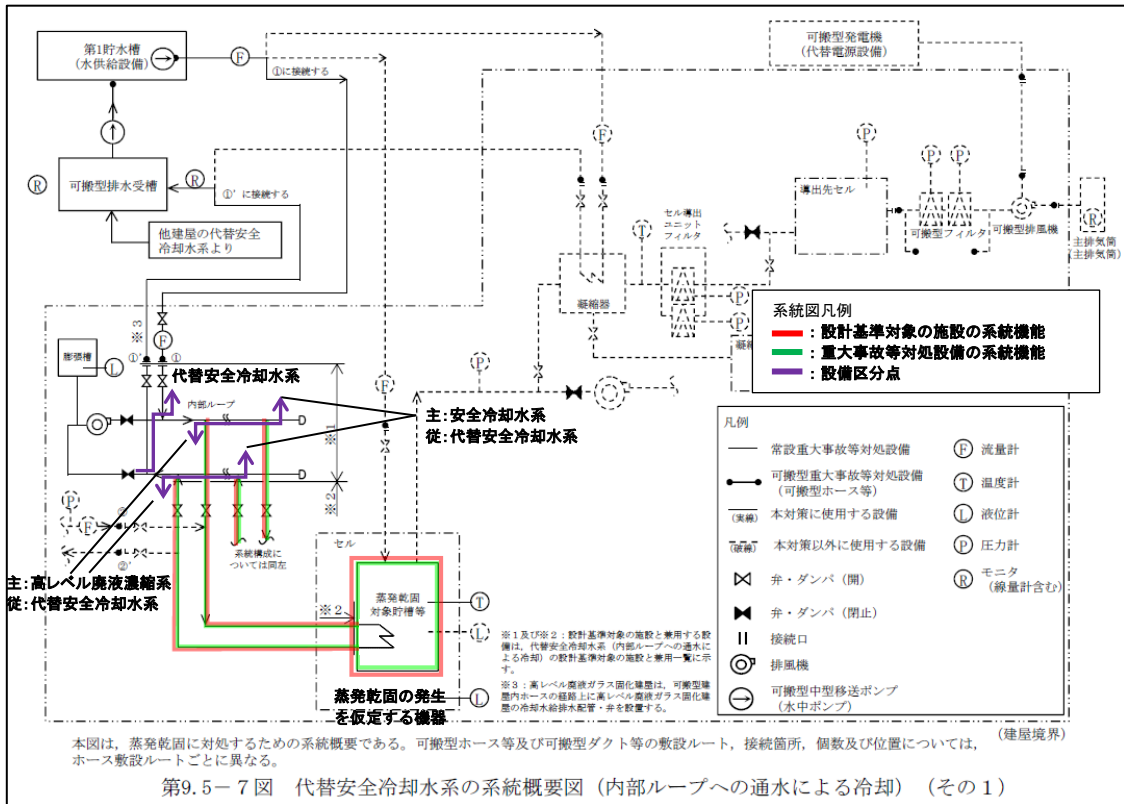 第1貯水槽
(水供給設備)
F
①に接続する
可搬型発電機
(代替電源設備)
R
可搬型排水受槽
R
①’に接続する
他建屋の代替安全
冷却水系より
F
P
P
P
導出先セル
可搬型フィルタ
可搬型排風機
R
主排気筒
(主排気筒)
セル導出
ユニット
フィルタ
T
凝縮器
P
P
※3
F
①’
①
膨張槽
L
代替安全冷却水系
内部ループ
※1
※2
主:安全冷却水系
従:代替安全冷却水系
P
F
F
P
②
②’
系統構成に
ついては同左
主:高レベル廃液濃縮系
従:代替安全冷却水系
セル
蒸発乾固
対象貯槽等
※2
T
L
L
蒸発乾固の発生
を仮定する機器
系統図凡例
:設計基準対象の施設の系統機能
:重大事故等対処設備の系統機能
:設備区分点
凡例
常設重大事故等対処設備
可搬型重大事故等対処設備
(可搬型ホース等)
(実線) 本対策に使用する設備
(破線) 本対策以外に使用する設備
弁・ダンパ(開)
弁・ダンパ(閉止)
接続口
排風機
可搬型中型移送ポンプ
(水中ポンプ)
F 流量計
T 温度計
L 液位計
P 圧力計
R モニタ
(線量計含む)
※1及び※2:設計基準対象の施設と兼用する設
備は,代替安全冷却水系(内部ループへの通水に
よる冷却)の設計基準対象の施設と兼用一覧に示
す。
※3:高レベル廃液ガラス固化建屋は,可搬型建
屋内ホースの経路上に高レベル廃液ガラス固化建
屋の冷却水給排水配管・弁を設置する。
(建屋境界)
本図は,蒸発乾固に対処するための系統概要である。可搬型ホース等及び可搬型ダクト等の敷設ルート,接続箇所,個数及び位置については,
ホース敷設ルートごとに異なる。
第9.5-7図 代替安全冷却水系の系統概要図(内部ループへの通水による冷却)(その1)